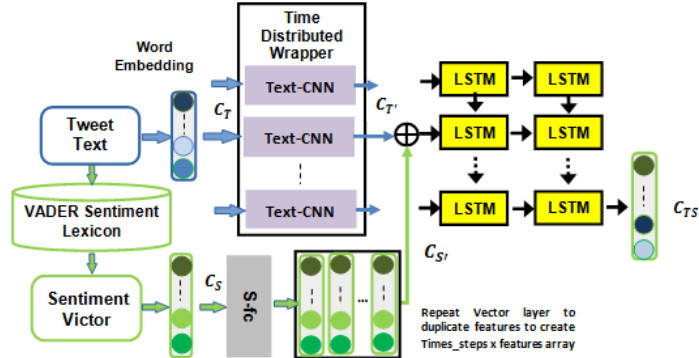 Time
Distributed
Wrapper
Word
Embedding
Text-CNN
Text-CNN
Text-CNN
C_T
C_T'
LSTM
LSTM
LSTM
LSTM
LSTM
LSTM
C_TS
Tweet
Text
VADER Sentiment
Lexicon
Sentiment
Victor
C_S
S-fc
...
C_S'
Repeat Vector layer to
duplicate features to create
Times_steps x features array